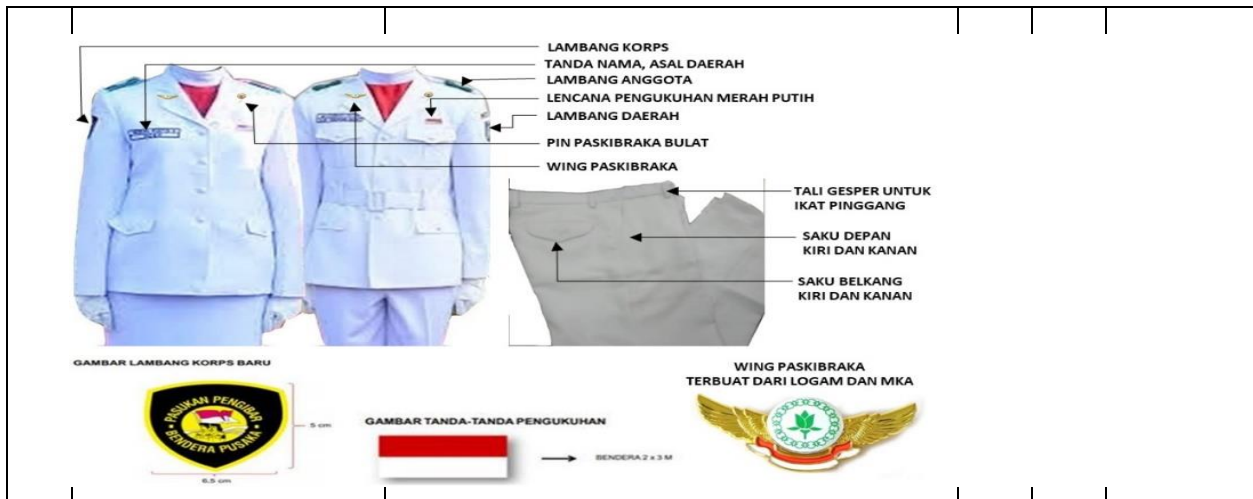 LAMBANG KORPS
TANDA NAMA, ASAL DAERAH
LAMBANG ANGGOTA
LENCANA PENGUKUHAN MERAH PUTIH
LAMBANG DAERAH
PIN PASKIBRAKA BULAT
WING PASKIBRAKA
TALI GESPER UNTUK
IKAT PINGGANG
SAKU DEPAN
KIRI DAN KANAN
SAKU BELKANG
KIRI DAN KANAN
GAMBAR LAMBANG KORPS BARU
PASUKAN PENGIBAR
BENDERA PUSAKA
5 cm
6.5 cm
GAMBAR TANDA-TANDA PENGUKUHAN
BENDERA 2 x 3 M
WING PASKIBRAKA
TERBUAT DARI LOGAM DAN MKA